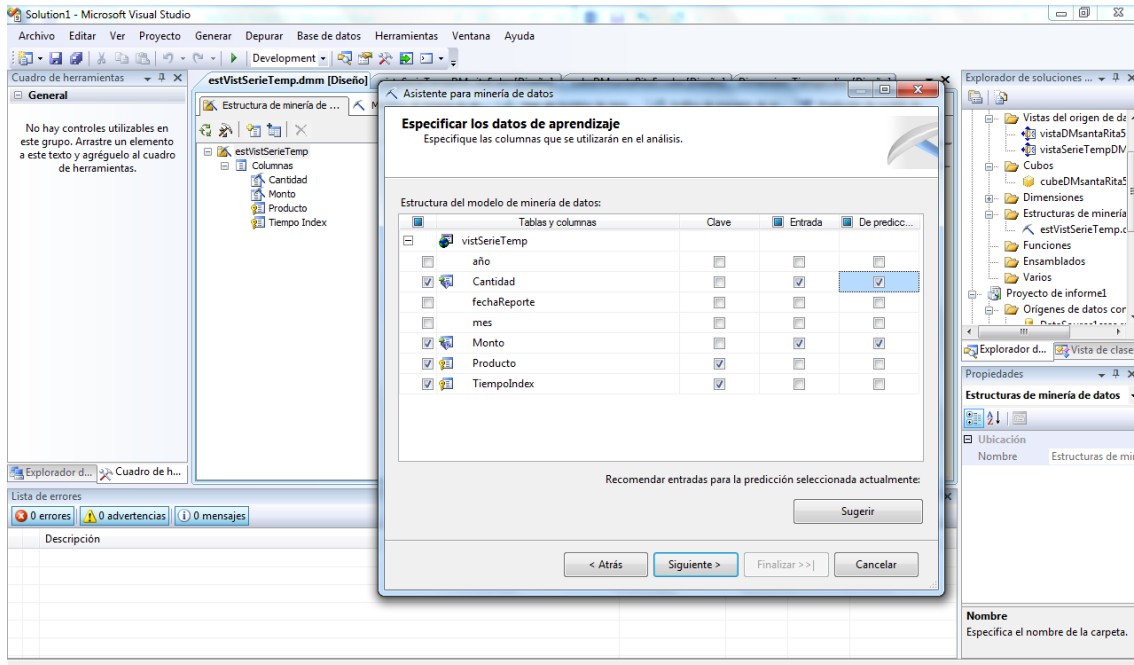 Solution1 - Microsoft Visual Studio
Archivo Editar Ver Proyecto Generar Depurar Base de datos Herramientas Ventana Ayuda
Development
Cuadro de herramientas
General
No hay controles utilizables en
este grupo. Arrastre un elemento
a este texto y agréguelo al cuadro
de herramientas.
Explorador d...
Cuadro de h...
estVistSerieTemp.dmm [Diseño]
Estructura de minería de ...
estVistSerieTemp
Columnas
Cantidad
Monto
Producto
Tiempo Index
Asistente para minería de datos
Especificar los datos de aprendizaje
Especifique las columnas que se utilizarán en el análisis.
Estructura del modelo de minería de datos:
Tablas y columnas Clave Entrada De predicc...
vistSerieTemp
año
Cantidad
fechaReporte
mes
Monto
Producto
TiempoIndex
Recomendar entradas para la predicción seleccionada actualmente:
Sugerir
< Atrás
Siguiente >
Finalizar >>|
Cancelar
Explorador de soluciones ...
Vistas del origen de da
vistaDMsantaRita5
vistaSerieTempDM
Cubos
cubeDMsantaRita5
Dimensiones
Estructuras de minería
estVistSerieTemp.c
Funciones
Ensamblados
Varios
Proyecto de informe1
Orígenes de datos con
Explorador d...
Vista de clase
Propiedades
Estructuras de minería de datos
Ubicación
Nombre Estructuras de mi
Nombre
Especifica el nombre de la carpeta.
Lista de errores
0 errores
0 advertencias
0 mensajes
Descripción